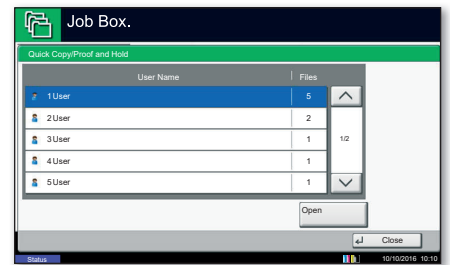 Job Box.
Quick Copy/Proof and Hold
User Name Files
1 User 5
2 User 2
3 User 1
4 User 1
5 User 1
1/2
Open
Close
Status 10/10/2016 10:10